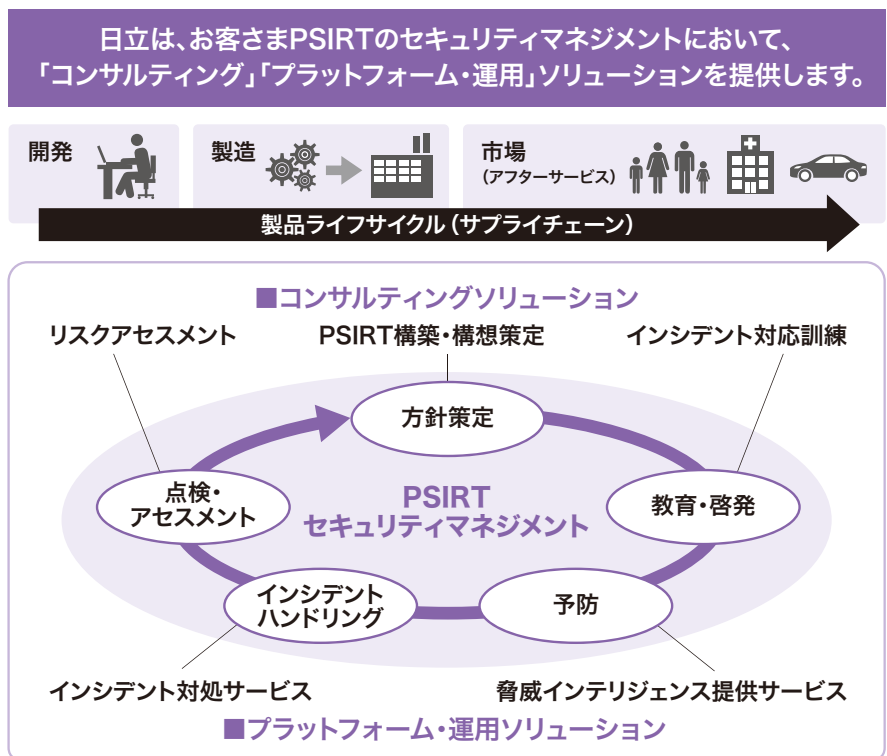 日立は、お客さまPSIRTのセキュリティマネジメントにおいて、
「コンサルティング」「プラットフォーム・運用」ソリューションを提供します。
開発
製造
市場
(アフターサービス)
製品ライフサイクル(サプライチェーン)
■コンサルティングソリューション
リスクアセスメント
PSIRT構築・構想策定
インシデント対応訓練
方針策定
点検・
アセスメント
PSIRT
セキュリティマネジメント
教育・啓発
インシデント
ハンドリング
予防
インシデント対処サービス
脅威インテリジェンス提供サービス
■プラットフォーム・運用ソリューション